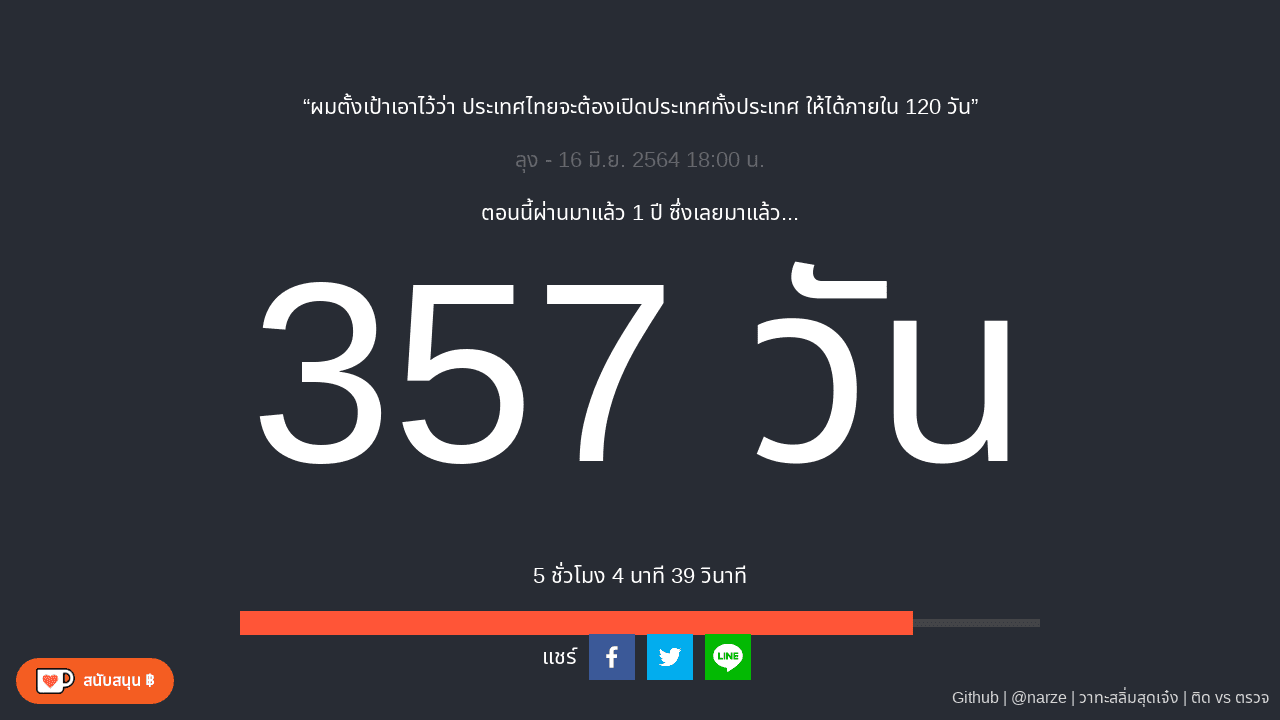 “ผมตั้งเป้าเอาไว้ว่า ประเทศไทยจะต้องเปิดประเทศทั้งประเทศ ให้ได้ภายใน 120 วัน”
ลุง - 16 มิ.ย. 2564 18:00 น.
ตอนนี้ผ่านมาแล้ว 1 ปี ซึ่งเลยมาแล้ว...
357 วัน
5 ชั่วโมง 4 นาที 39 วินาที
แชร์
LINE
สนับสนุน ฿
Github | @narze | วาทะสลิ่มสุดเจ๋ง | ติด vs ตรวจ